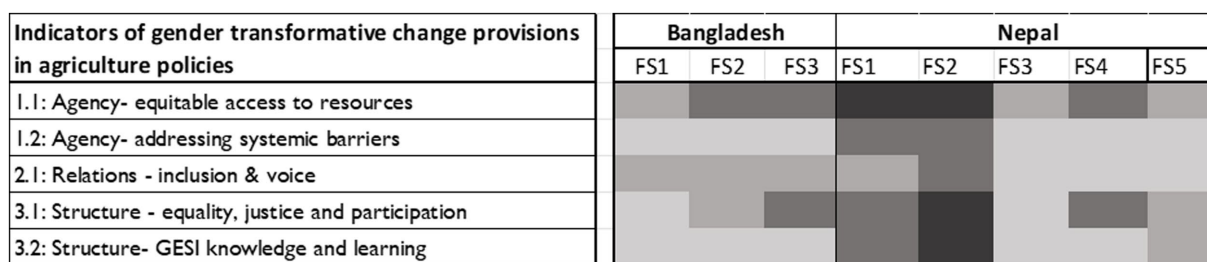 Indicators of gender transformative change provisions Bangladesh Nepal
in agriculture policies FS1 FS2 FS3 FS1 FS2 FS3 FS4 FS5
1.1: Agency- equitable access to resources
1.2: Agency- addressing systemic barriers
2.1: Relations - inclusion & voice
3.1: Structure - equality, justice and participation
3.2: Structure- GESI knowledge and learning